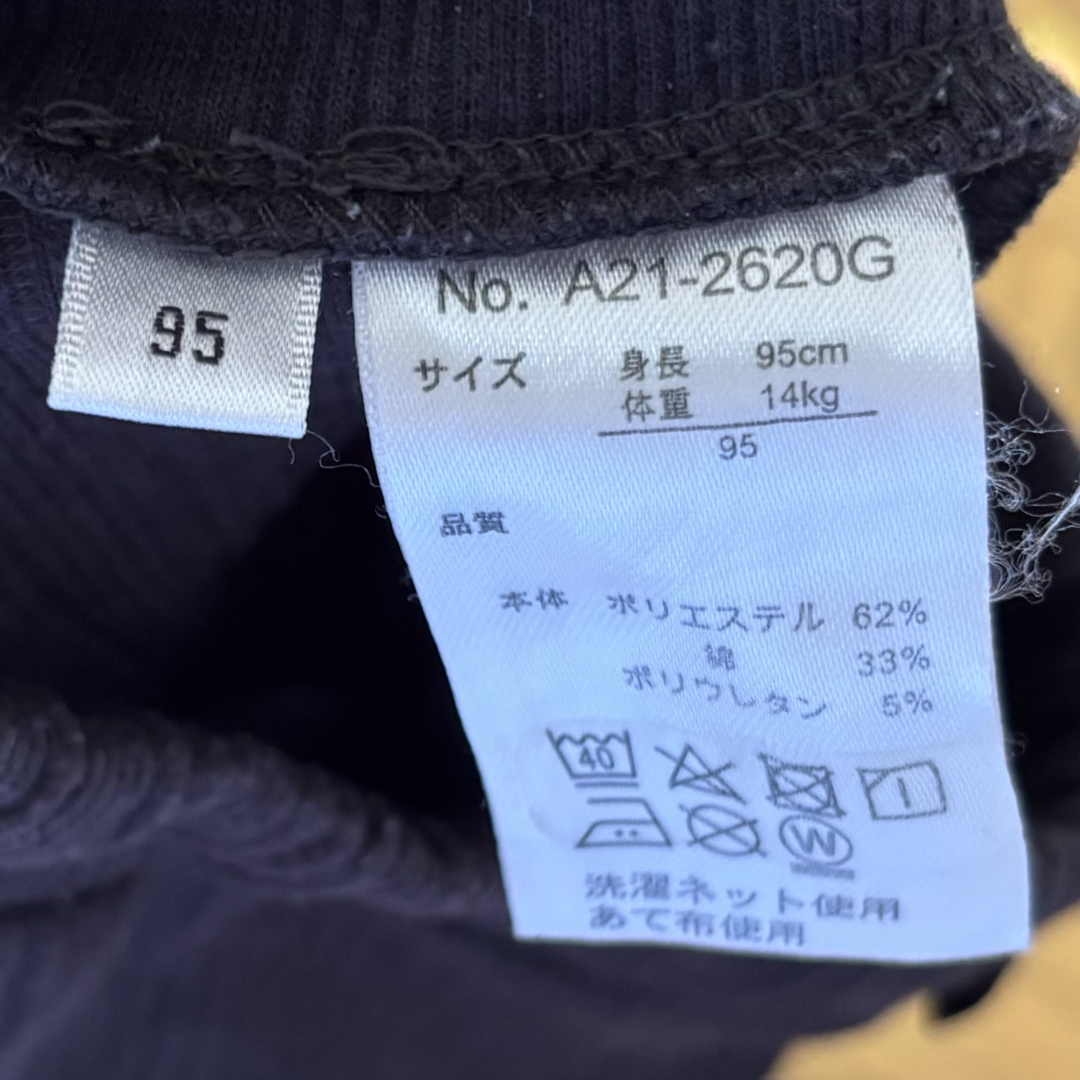 95
No. A21-2620G
サイズ 身長 95cm
体重 14kg
95
品質
本体 ポリエステル 62%
綿 33%
ポリウレタン 5%
40
W
洗濯ネット使用
あて布使用